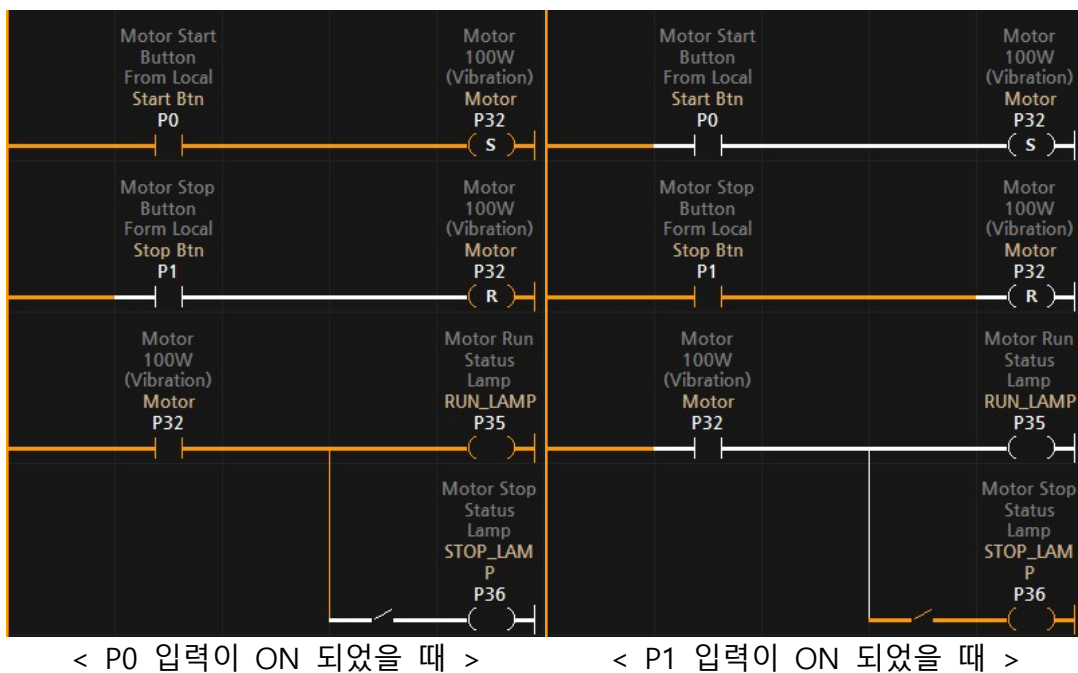 Motor Start
Button
From Local
Start Btn
P0
Motor
100W
(Vibration)
Motor
P32
S
Motor Stop
Button
Form Local
Stop Btn
P1
Motor
100W
(Vibration)
Motor
P32
R
Motor
100W
(Vibration)
Motor
P32
Motor Run
Status
Lamp
RUN_LAMP
P35
Motor Stop
Status
Lamp
STOP_LAM
P
P36
< P0 입력이 ON 되었을 때 >
Motor Start
Button
From Local
Start Btn
P0
Motor
100W
(Vibration)
Motor
P32
S
Motor Stop
Button
Form Local
Stop Btn
P1
Motor
100W
(Vibration)
Motor
P32
R
Motor
100W
(Vibration)
Motor
P32
Motor Run
Status
Lamp
RUN_LAMP
P35
Motor Stop
Status
Lamp
STOP_LAM
P
P36
< P1 입력이 ON 되었을 때 >